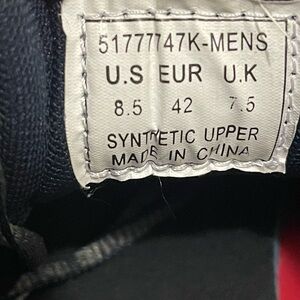 51777747K-MENS
U.S EUR U.K
8.5 42 7.5
SYNTHETIC UPPER
MADE IN CHINA